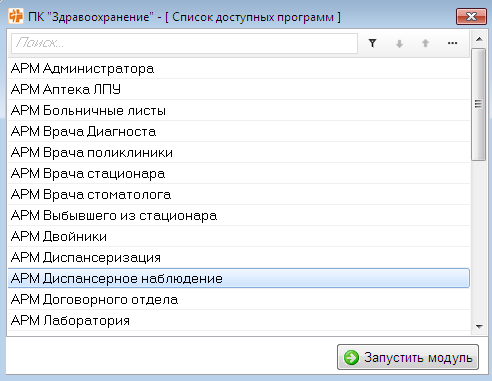 ПК "Здравоохранение" - [ Список доступных программ ]
Поиск...
АРМ Администратора
АРМ Аптека ЛПУ
АРМ Больничные листы
АРМ Врача Диагноста
АРМ Врача поликлиники
АРМ Врача стационара
АРМ Врача стоматолога
АРМ Выбывшего из стационара
АРМ Двойники
АРМ Диспансеризация
АРМ Диспансерное наблюдение
АРМ Договорного отдела
АРМ Лаборатория
Запустить модуль